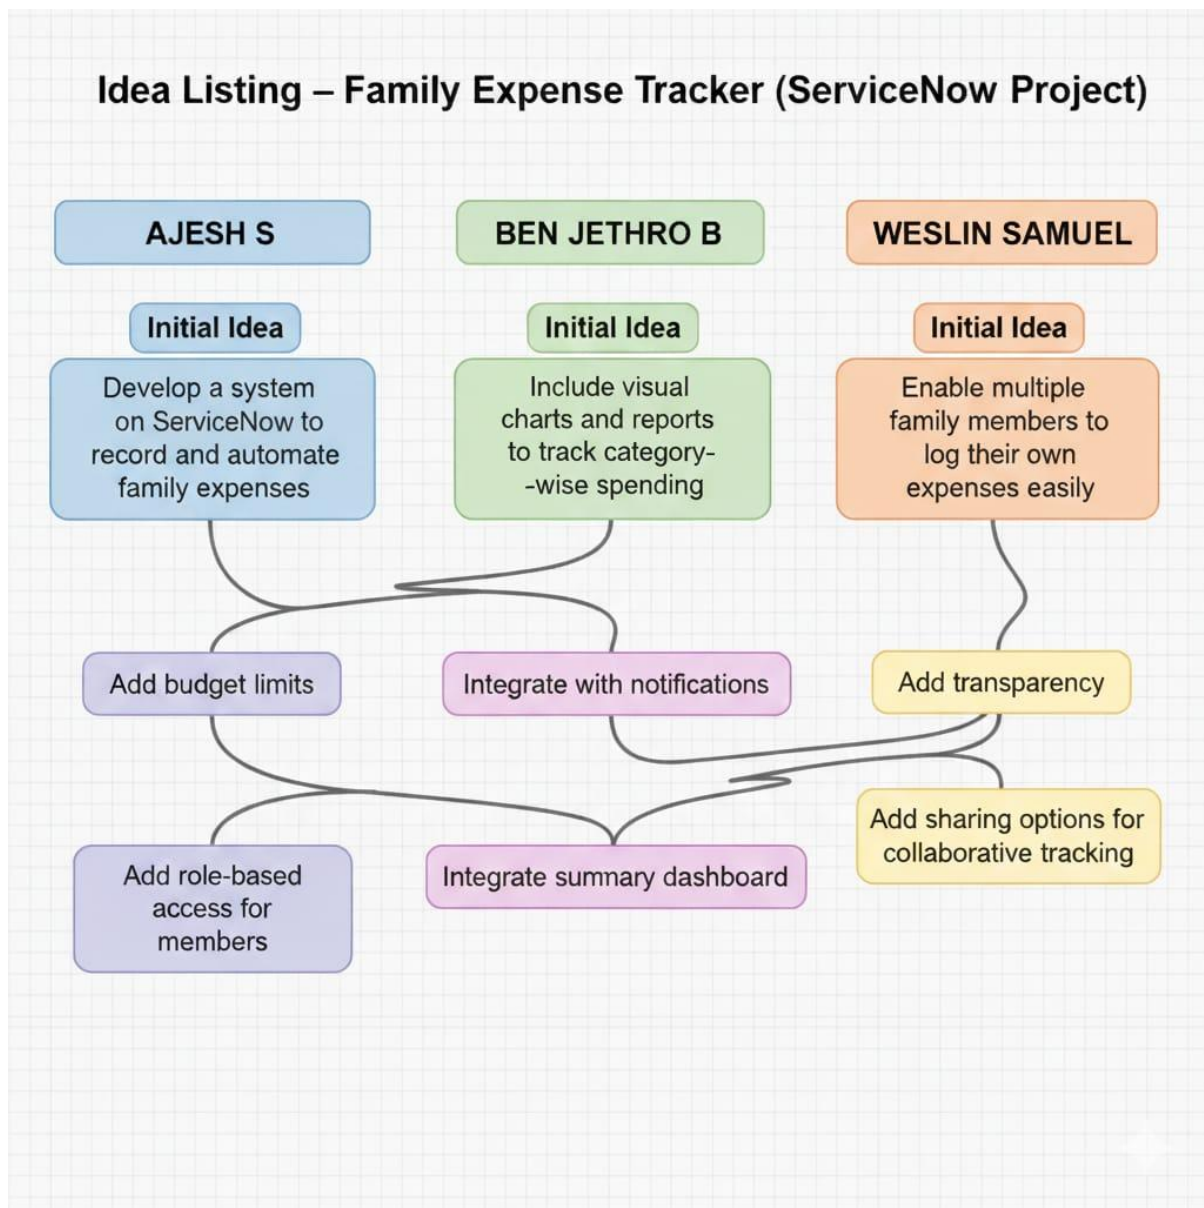 Idea Listing – Family Expense Tracker (ServiceNow Project)
AJESH S
BEN JETHRO B
WESLIN SAMUEL
Initial Idea
Initial Idea
Initial Idea
Develop a system
on ServiceNow to
record and automate
family expenses
Include visual
charts and reports
to track category-
-wise spending
Enable multiple
family members to
log their own
expenses easily
Add budget limits
Integrate with notifications
Add transparency
Add role-based
access for
members
Integrate summary dashboard
Add sharing options for
collaborative tracking